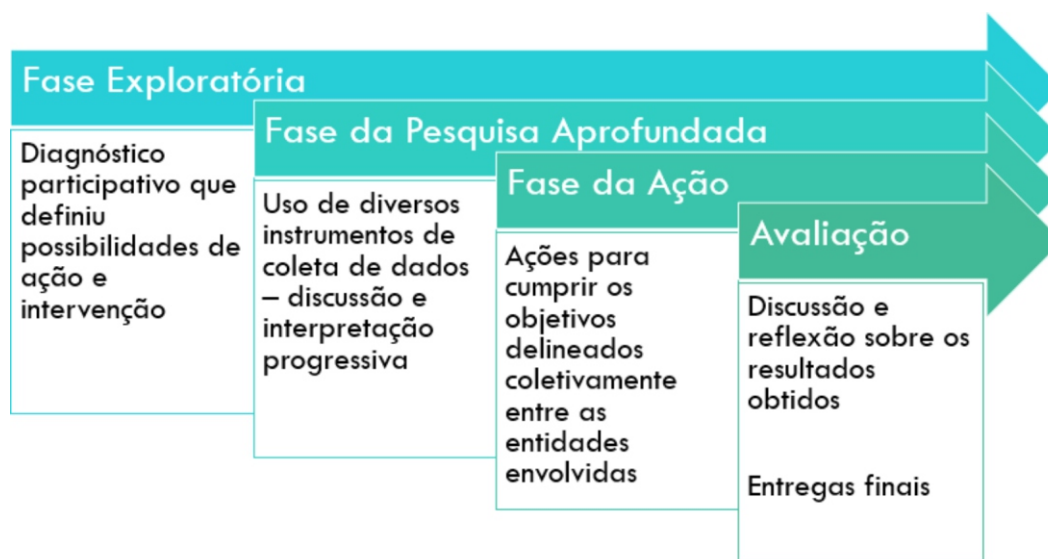 Fase Exploratória
Diagnóstico
participativo que
definiu
possibilidades de
ação e
intervenção
Fase da Pesquisa Aprofundada
Uso de diversos
instrumentos de
coleta de dados
– discussão e
interpretação
progressiva
Fase da Ação
Ações para
cumprir os
objetivos
delineados
coletivamente
entre as
entidades
envolvidas
Avaliação
Discussão e
reflexão sobre os
resultados
obtidos
Entregas finais